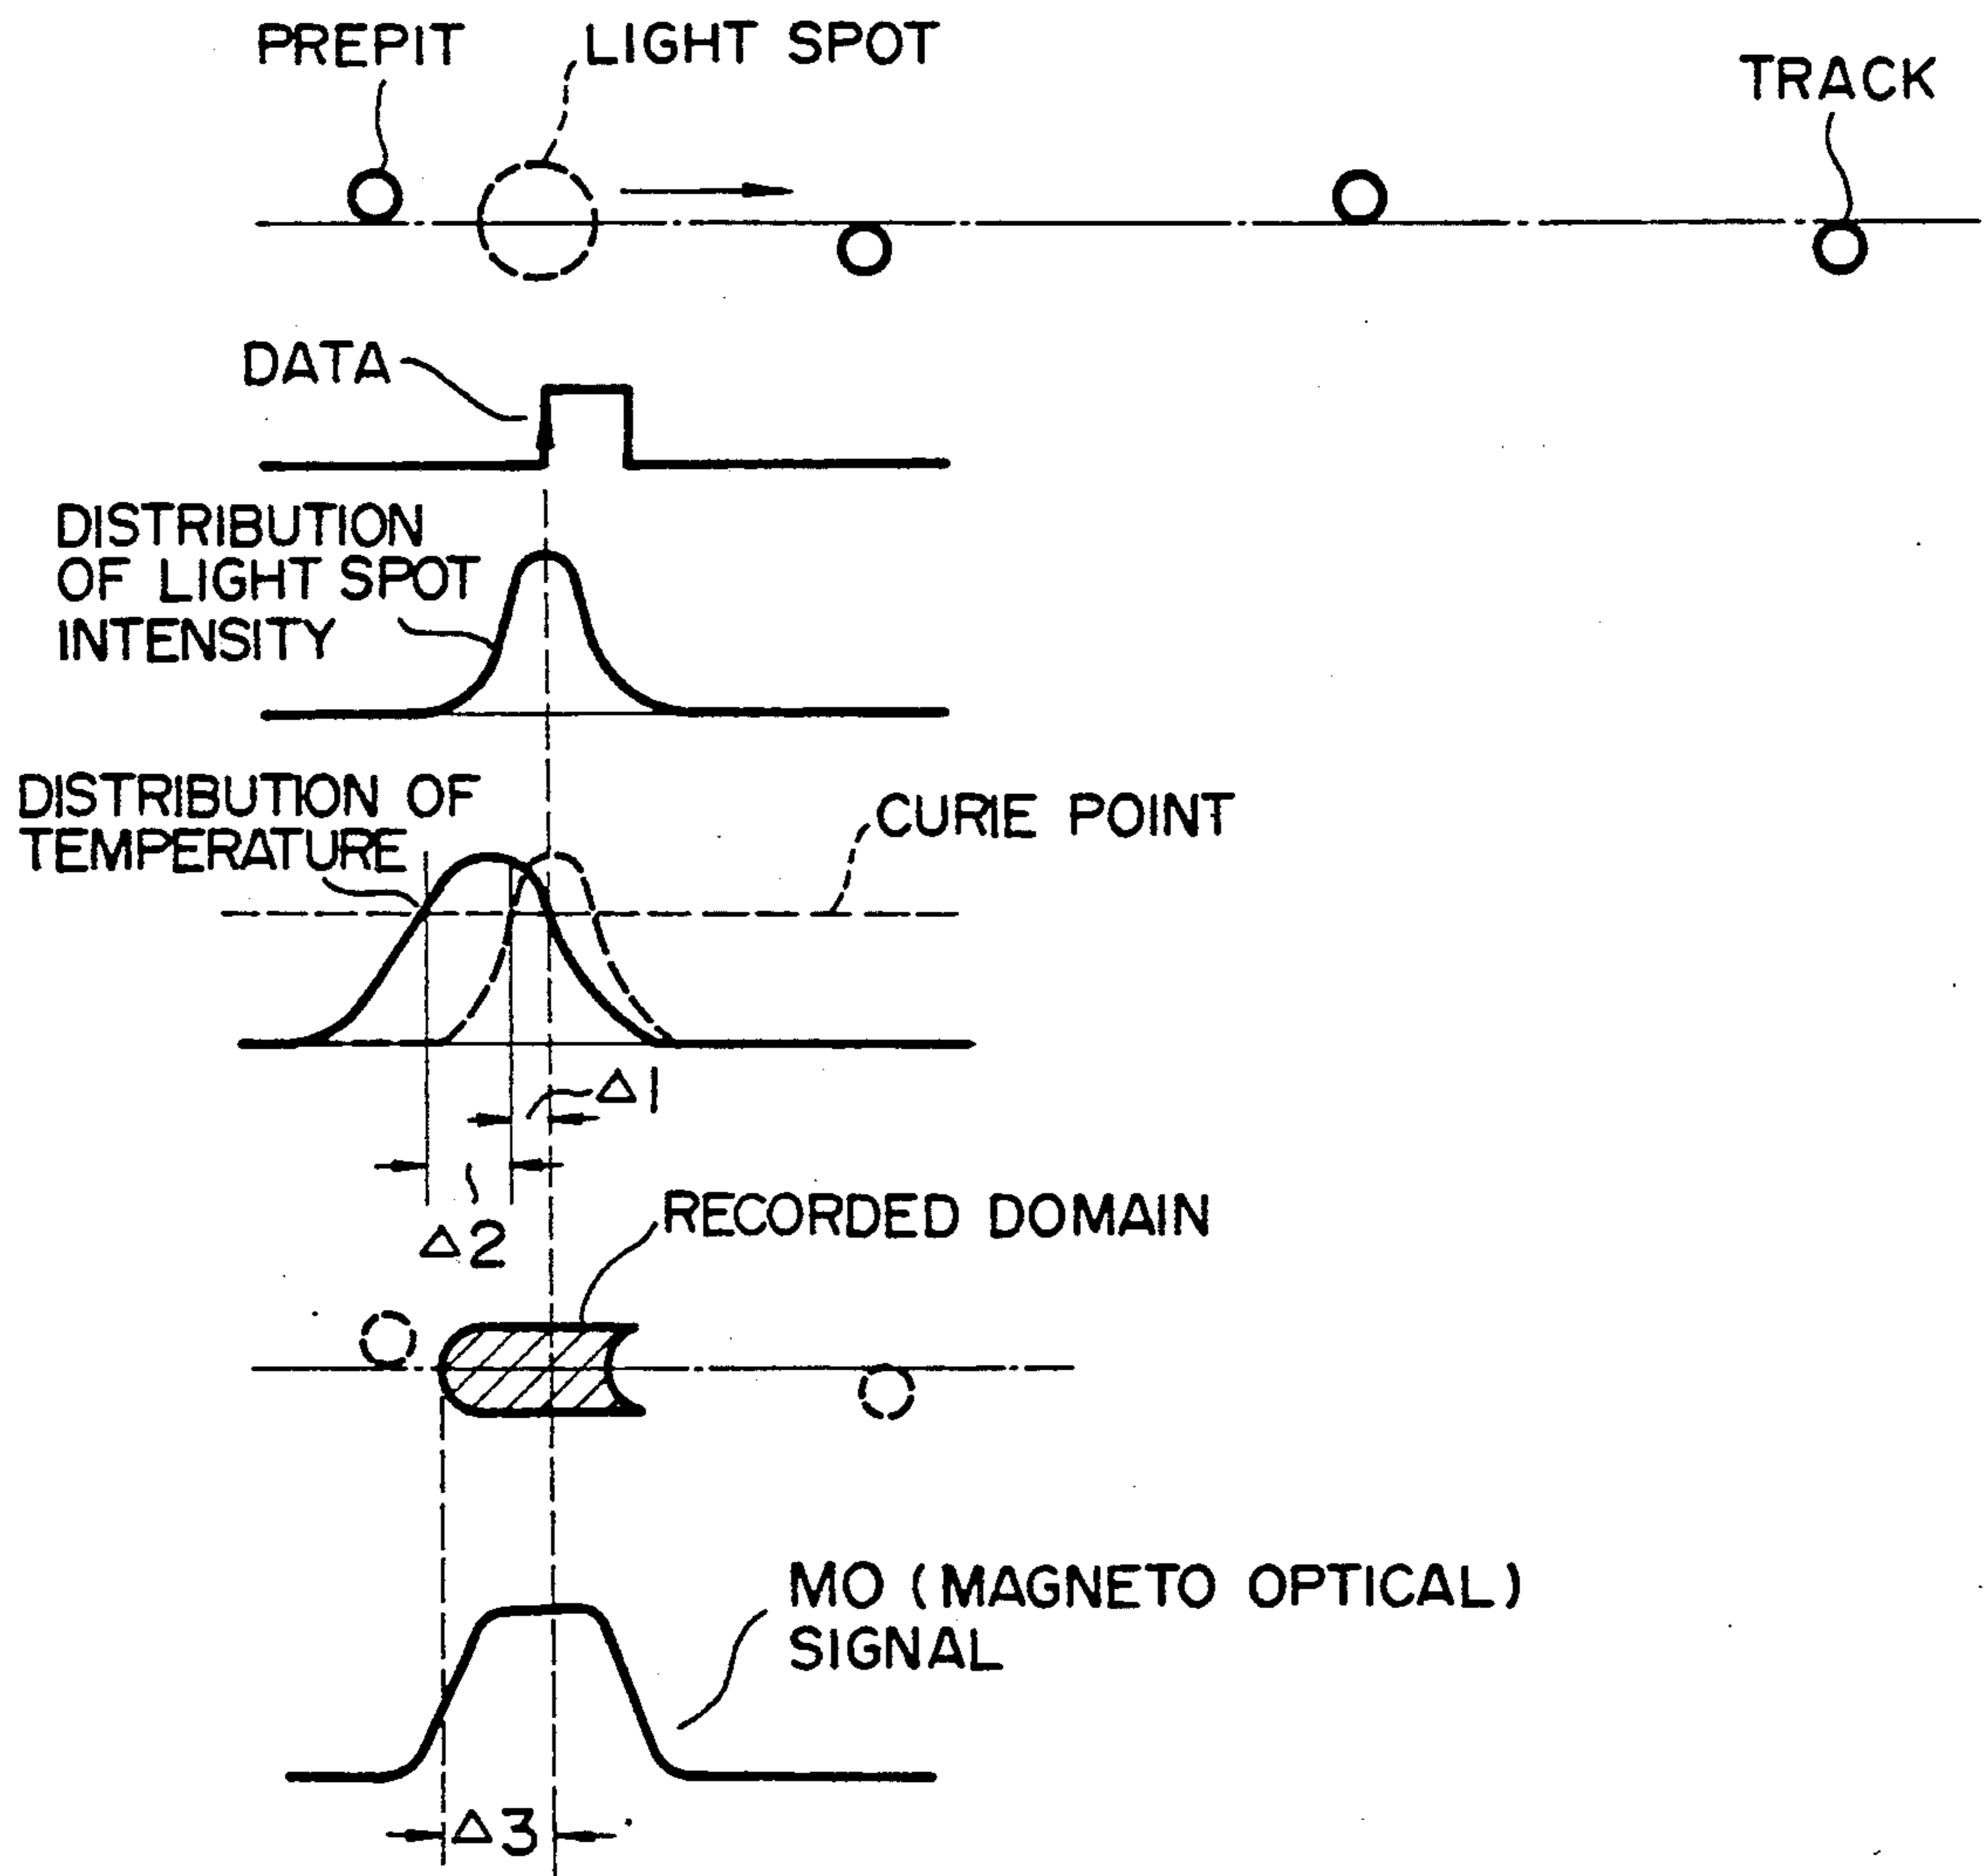 PREPIT
LIGHT SPOT
TRACK
DATA
DISTRIBUTION
OF LIGHT SPOT
INTENSITY
DISTRIBUTION OF
TEMPERATURE
CURIE POINT
Δ1
Δ2
RECORDED DOMAIN
MO (MAGNETO OPTICAL)
SIGNAL
Δ3